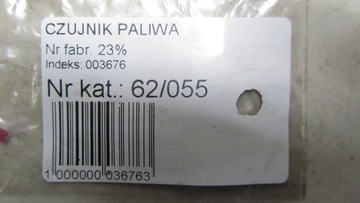 CZUJNIK PALIWA
Nr fabr. 23%
Indeks: 003676
Nr kat.: 62/055
1 000000 036763